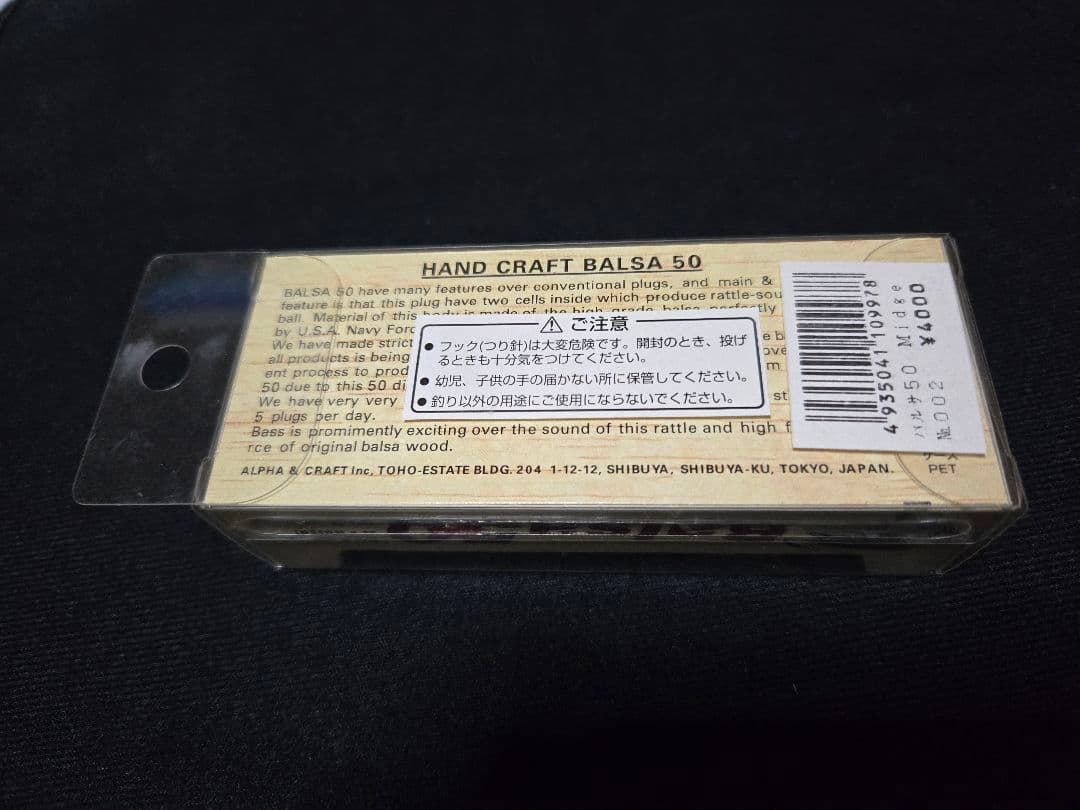 HAND CRAFT BALSA 50
BALSA 50 have many features over conventional plugs, and main &
feature is that this plug have two cells inside which produce rattle-sou
ball. Material of this body is made of the high grade balsa perfectly
by U.S.A. Navy Forc
We have made strict
all products is being
ent process to prod
50 due to this 50 di
We have very very
5 plugs per day.
Bass is promimently exciting over the sound of this rattle and high f
rce of original balsa wood.
ALPHA & CRAFT Inc, TOHO-ESTATE BLDG. 204 1-12-12, SHIBUYA, SHIBUYA-KU, TOKYO, JAPAN.
ご注意
● フック(つり針)は大変危険です。開封のとき、投げ
るときも十分気をつけてください。
● 幼児、子供の手の届かない所に保管してください。
● 釣り以外の用途にご使用にならないでください。
4935041109978
バルサ50 Midge
№002
¥4000
PET